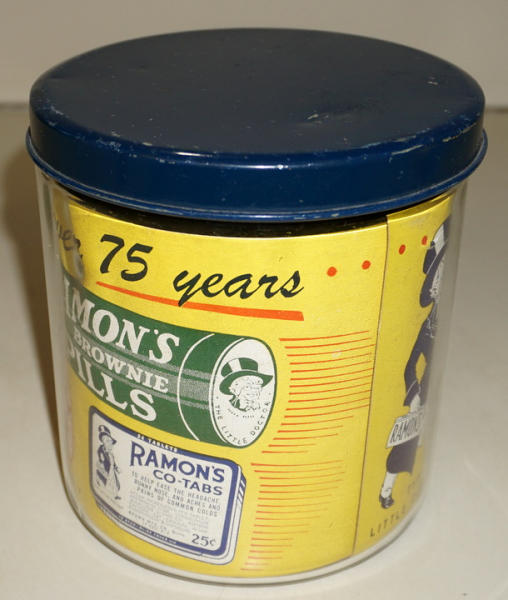 75 years
MON'S
BROWNIE
PILLS
THE LITTLE DOCTOR
RAMON'S
CO-TABS
TO HELP EASE THE HEADACHE,
RUNNY NOSE, AND ACHES AND
PAINS OF COMMON COLDS
25¢
RAMON'S
LITTLE